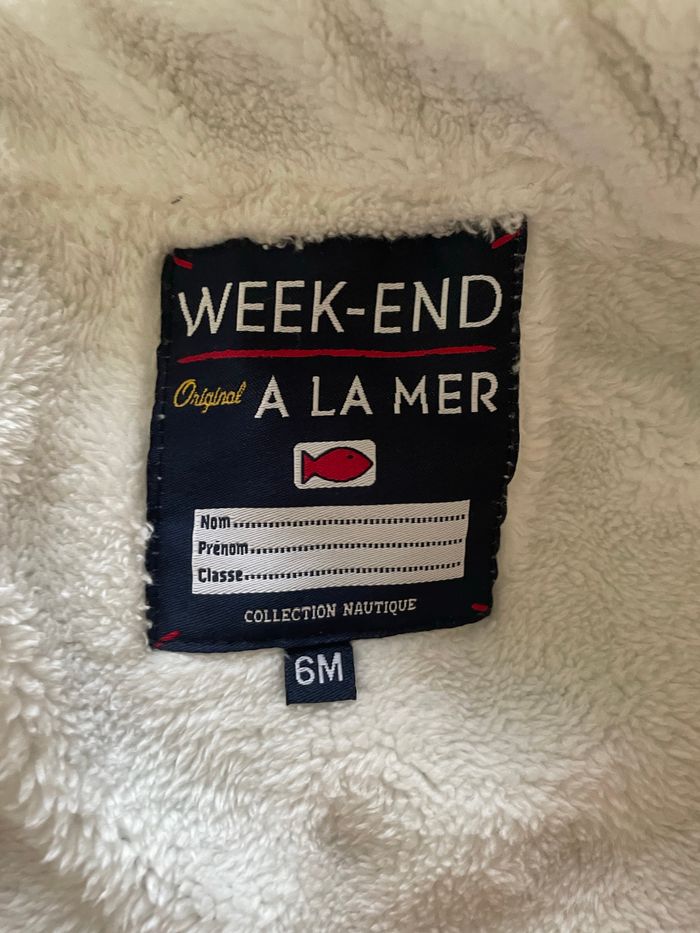 WEEK-END
Original A LA MER
Nom
Prénom
Classe
COLLECTION NAUTIQUE
6M